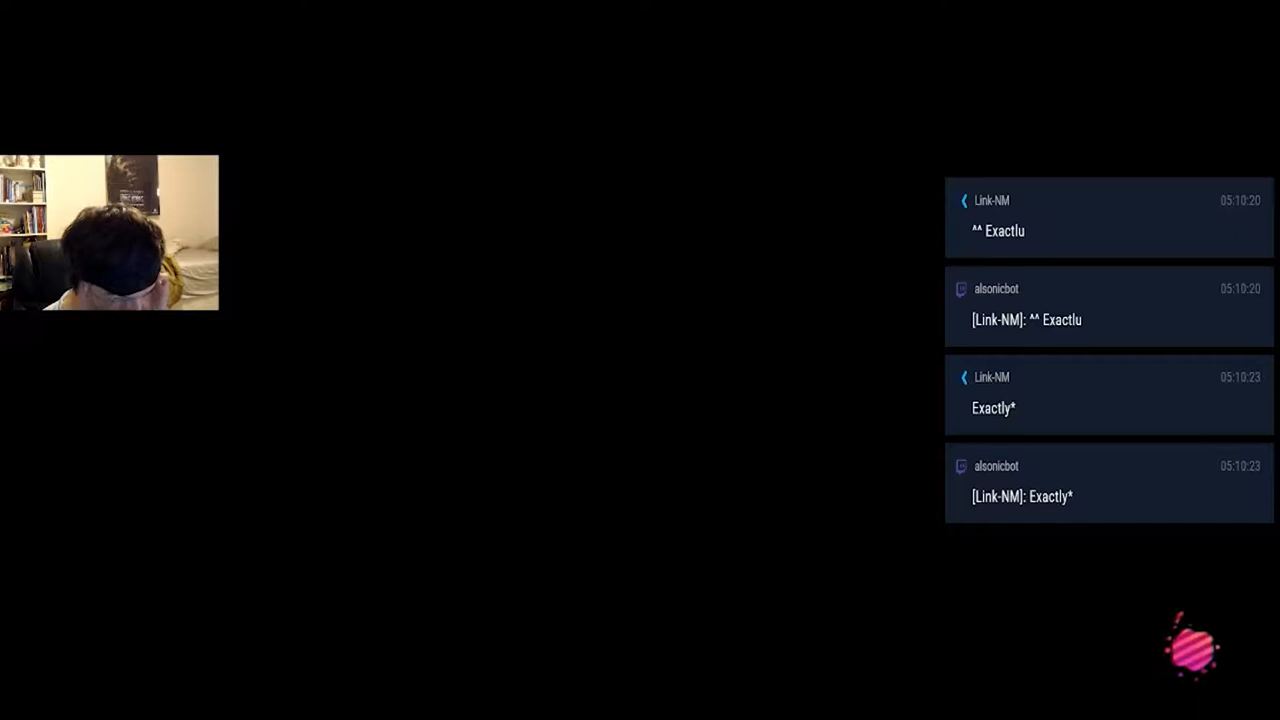 Link-NM 05:10:20
^^ Exactlu
alsonicbot 05:10:20
[Link-NM]: ^^ Exactlu
Link-NM 05:10:23
Exactly*
alsonicbot 05:10:23
[Link-NM]: Exactly*